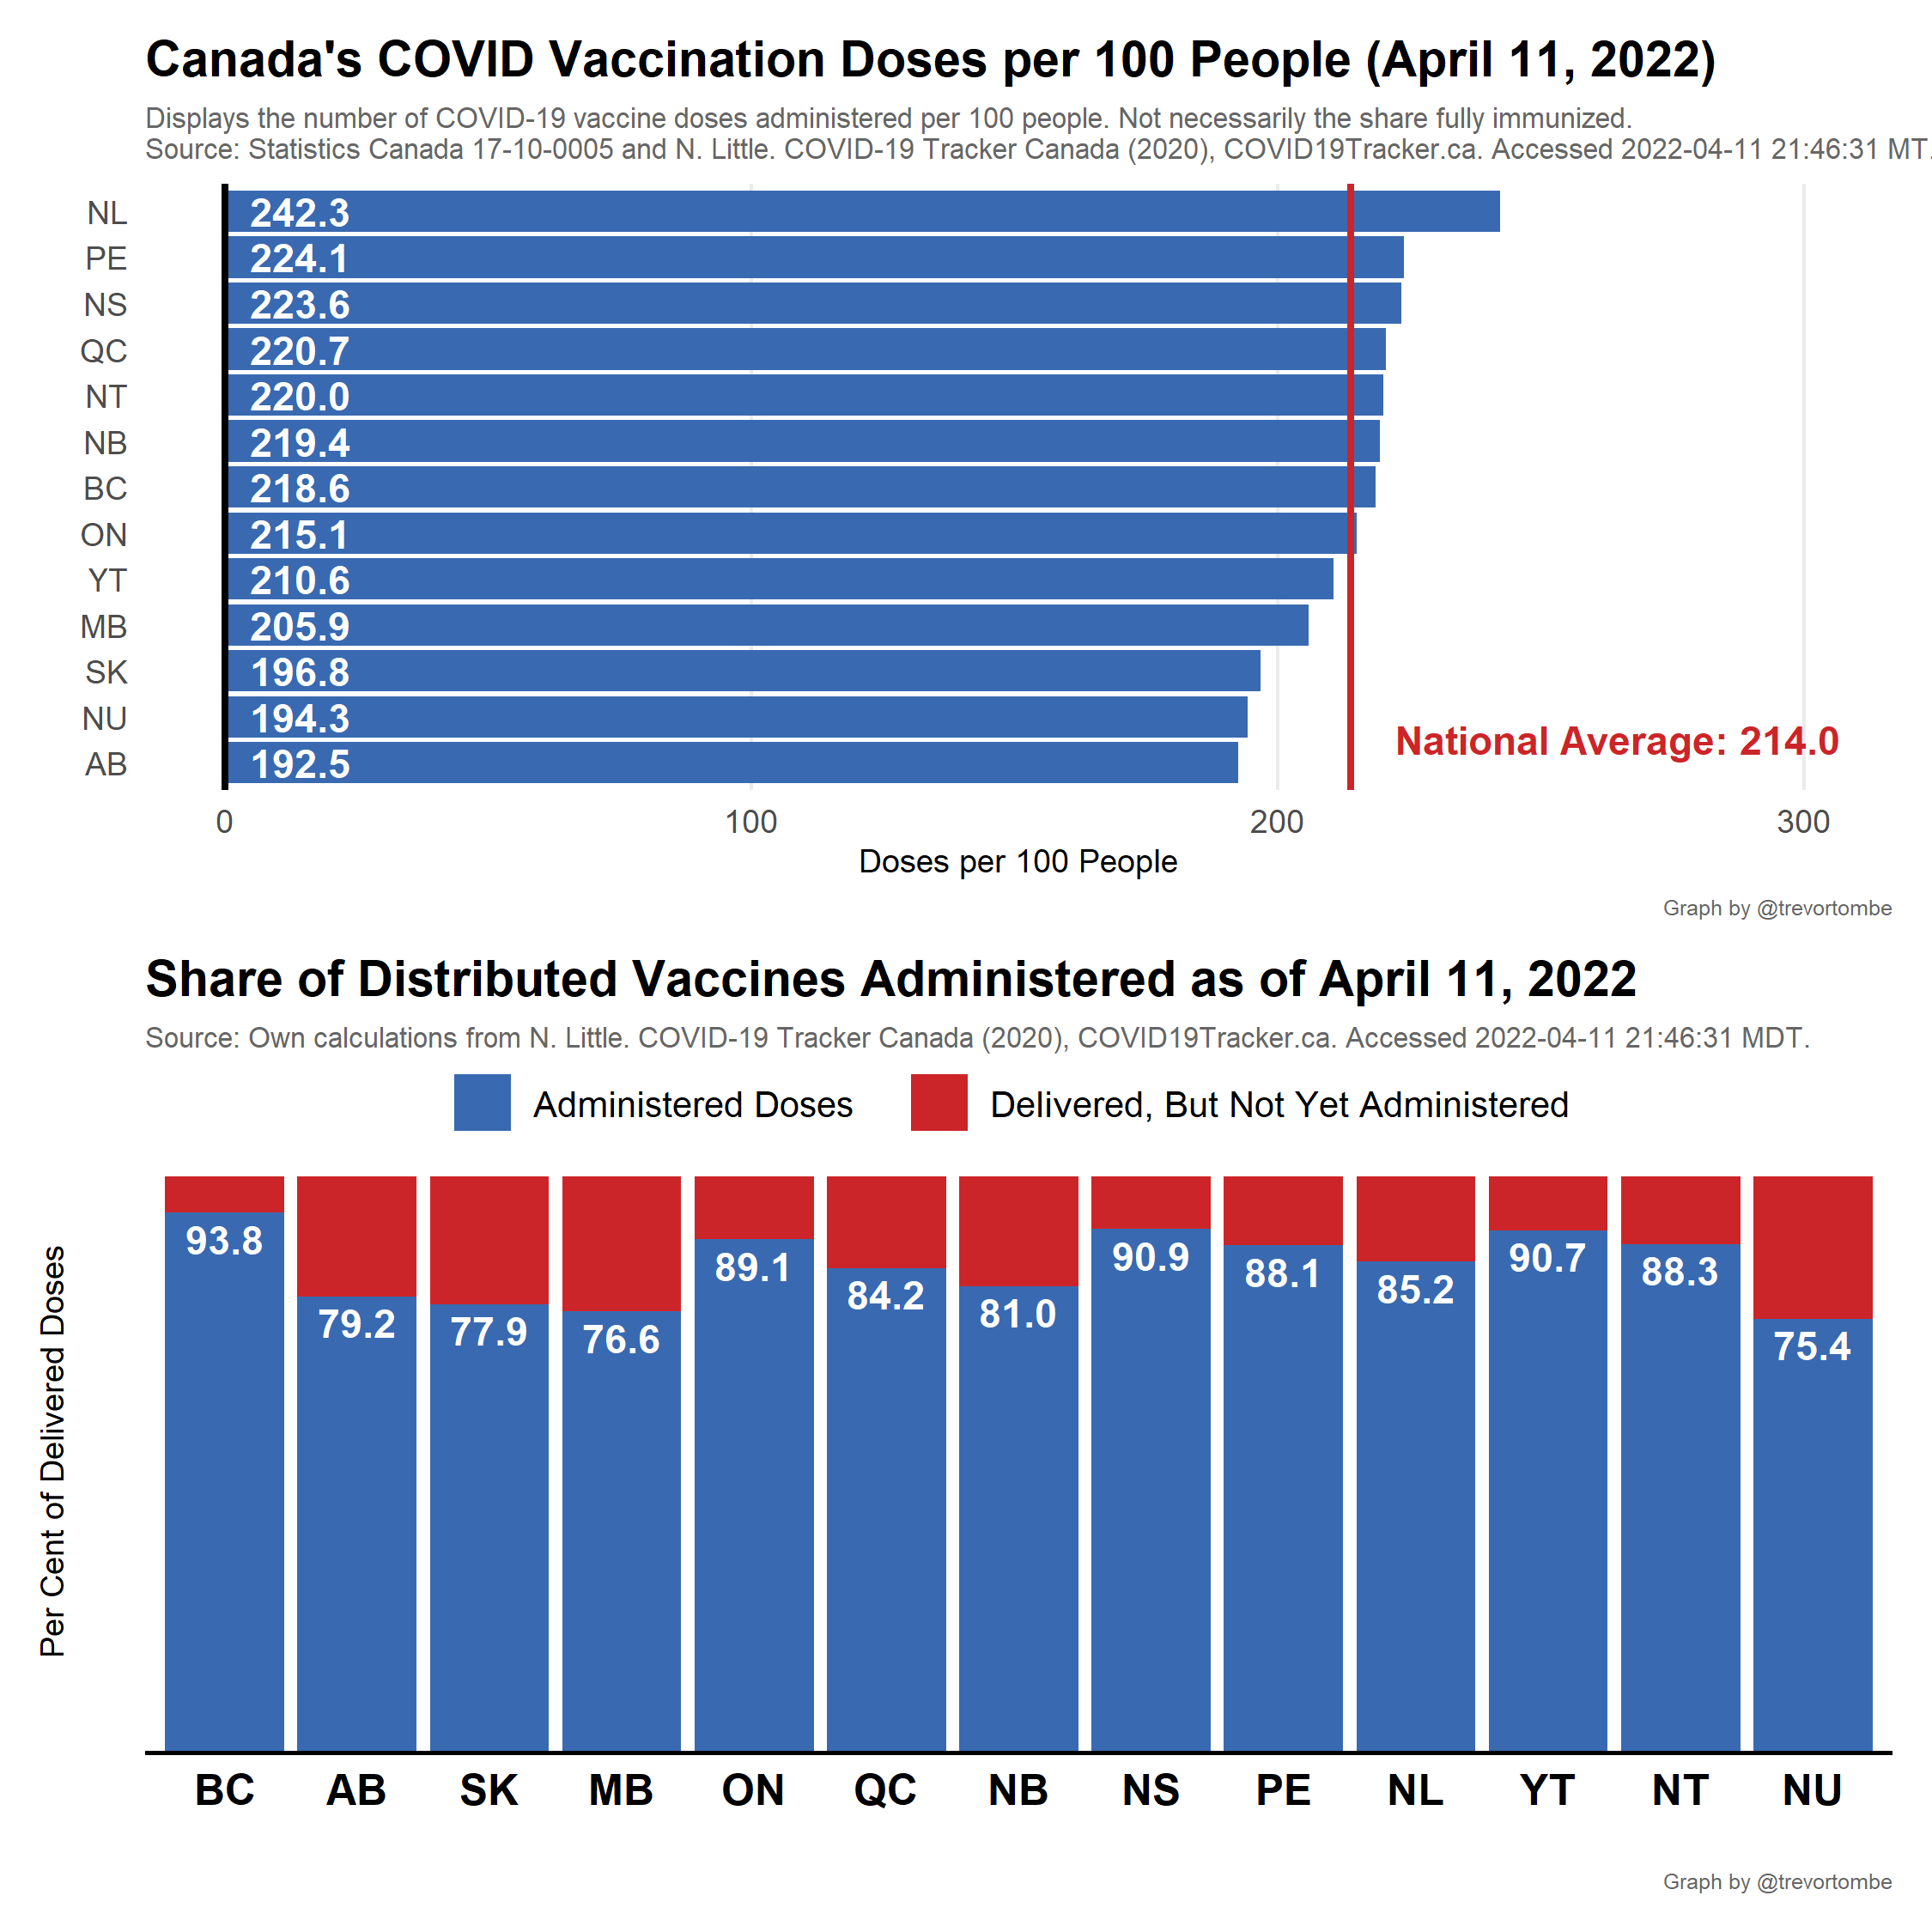 Canada's COVID Vaccination Doses per 100 People (April 11, 2022)
Displays the number of COVID-19 vaccine doses administered per 100 people. Not necessarily the share fully immunized.
Source: Statistics Canada 17-10-0005 and N. Little. COVID-19 Tracker Canada (2020), COVID19Tracker.ca. Accessed 2022-04-11 21:46:31 MT.
NL 242.3
PE 224.1
NS 223.6
QC 220.7
NT 220.0
NB 219.4
BC 218.6
ON 215.1
YT 210.6
MB 205.9
SK 196.8
NU 194.3
National Average: 214.0
AB 192.5
0 100 200 300
Doses per 100 People
Graph by @trevortombe
Share of Distributed Vaccines Administered as of April 11, 2022
Source: Own calculations from N. Little. COVID-19 Tracker Canada (2020), COVID19Tracker.ca. Accessed 2022-04-11 21:46:31 MDT.
Administered Doses Delivered, But Not Yet Administered
Per Cent of Delivered Doses
93.8 79.2 77.9 76.6 89.1 84.2 81.0 90.9 88.1 85.2 90.7 88.3 75.4
BC AB SK MB ON QC NB NS PE NL YT NT NU
Graph by @trevortombe